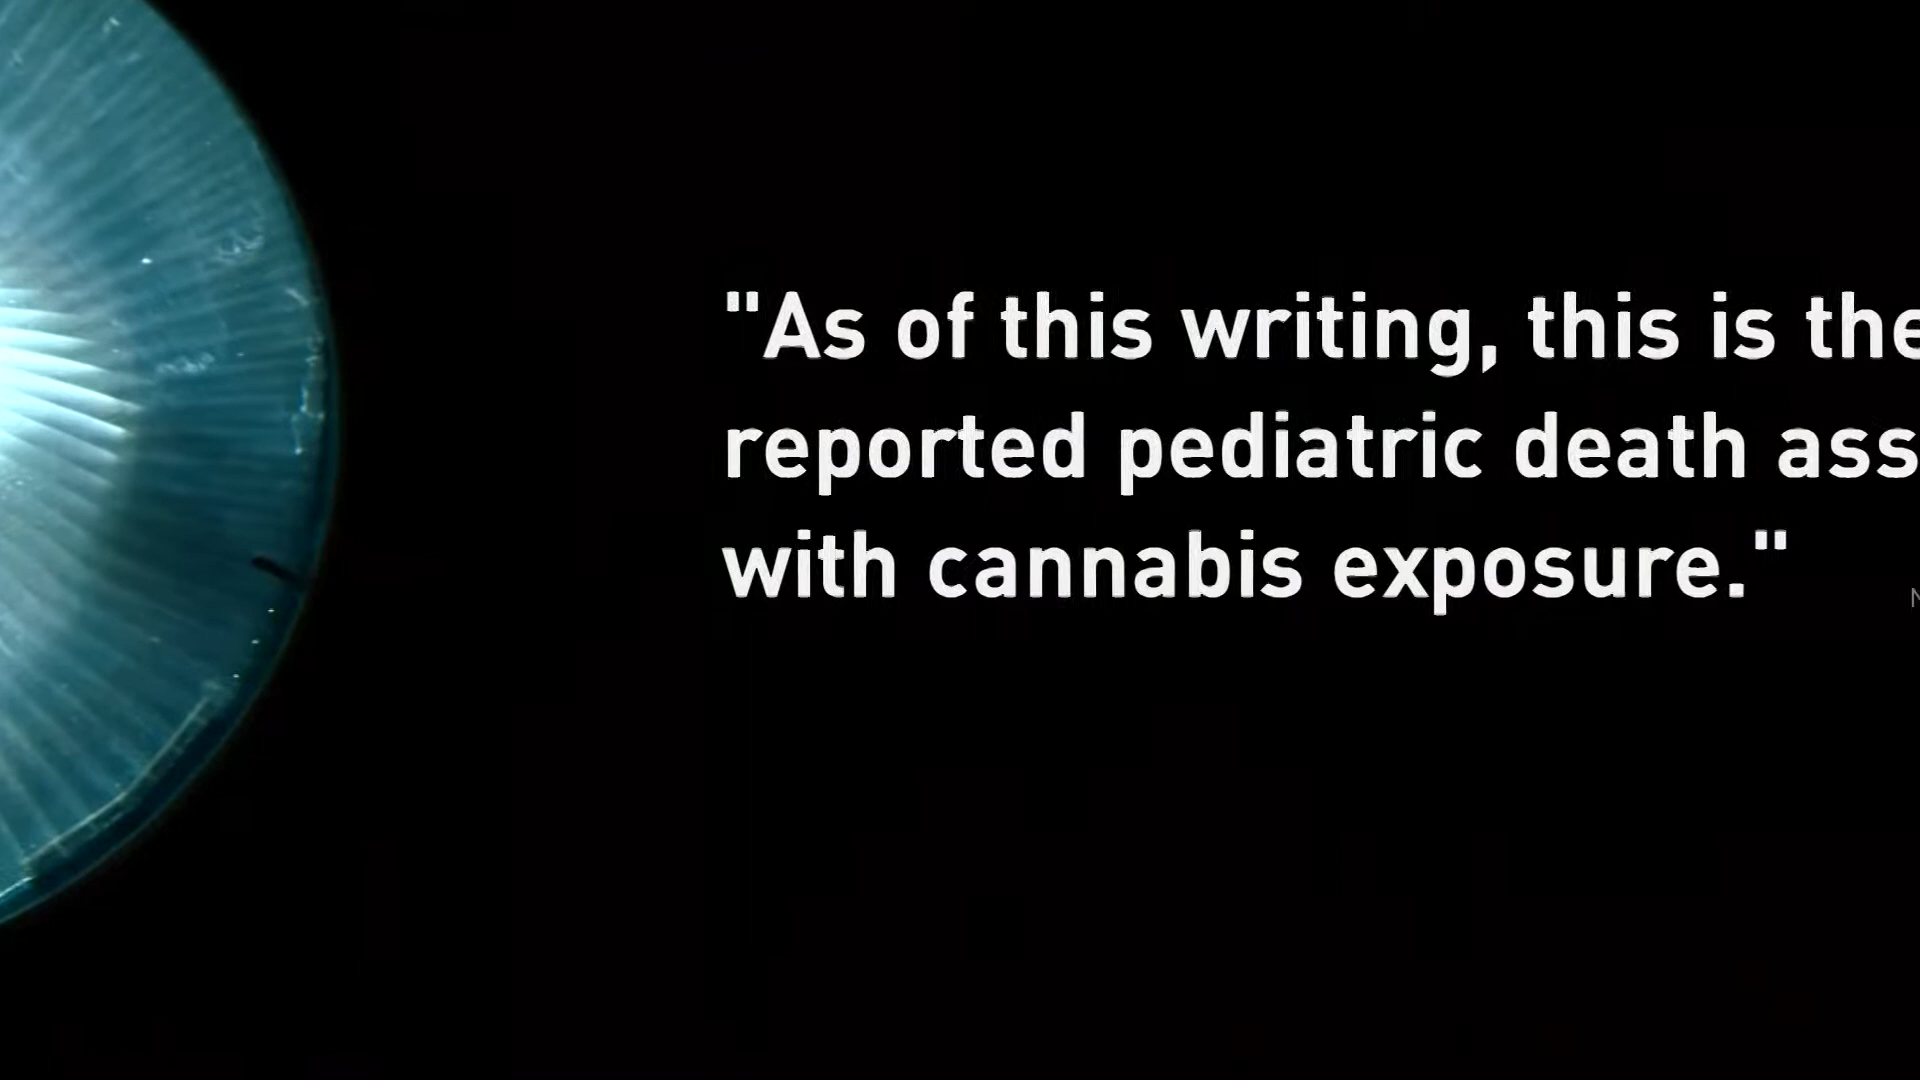 "As of this writing, this is the
reported pediatric death ass
with cannabis exposure."